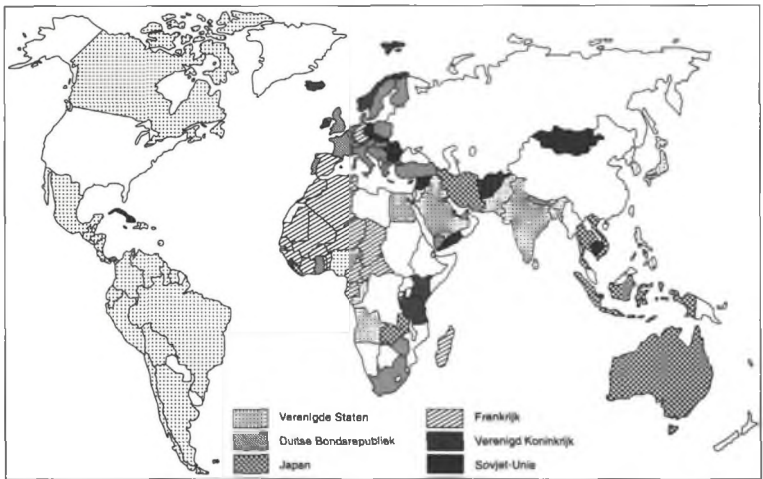 Verenigde Staten
Duitse Bondsrepubliek
Japan
Frankrijk
Verenigd Koninkrijk
Sovjet-Unie